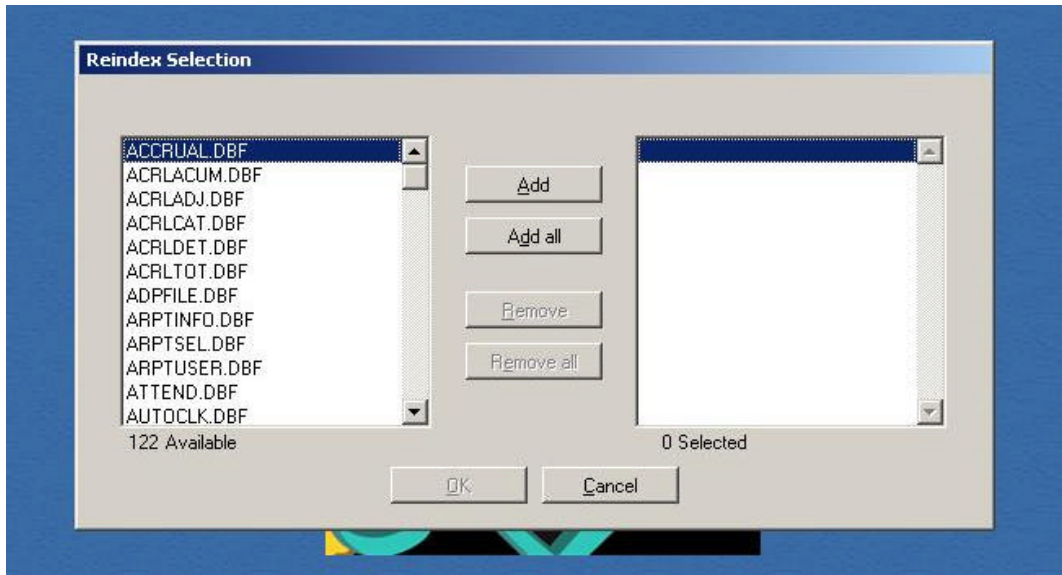 Reindex Selection
ACCRUAL.DBF
ACRLACUM.DBF
ACRLADJ.DBF
ACRLCAT.DBF
ACRLDET.DBF
ACRLTOT.DBF
ADPFILE.DBF
ARPTINFO.DBF
ARPTSEL.DBF
ARPTUSER.DBF
ATTEND.DBF
AUTOCLK.DBF
122 Available
Add
Add all
Remove
Remove all
0 Selected
OK
Cancel